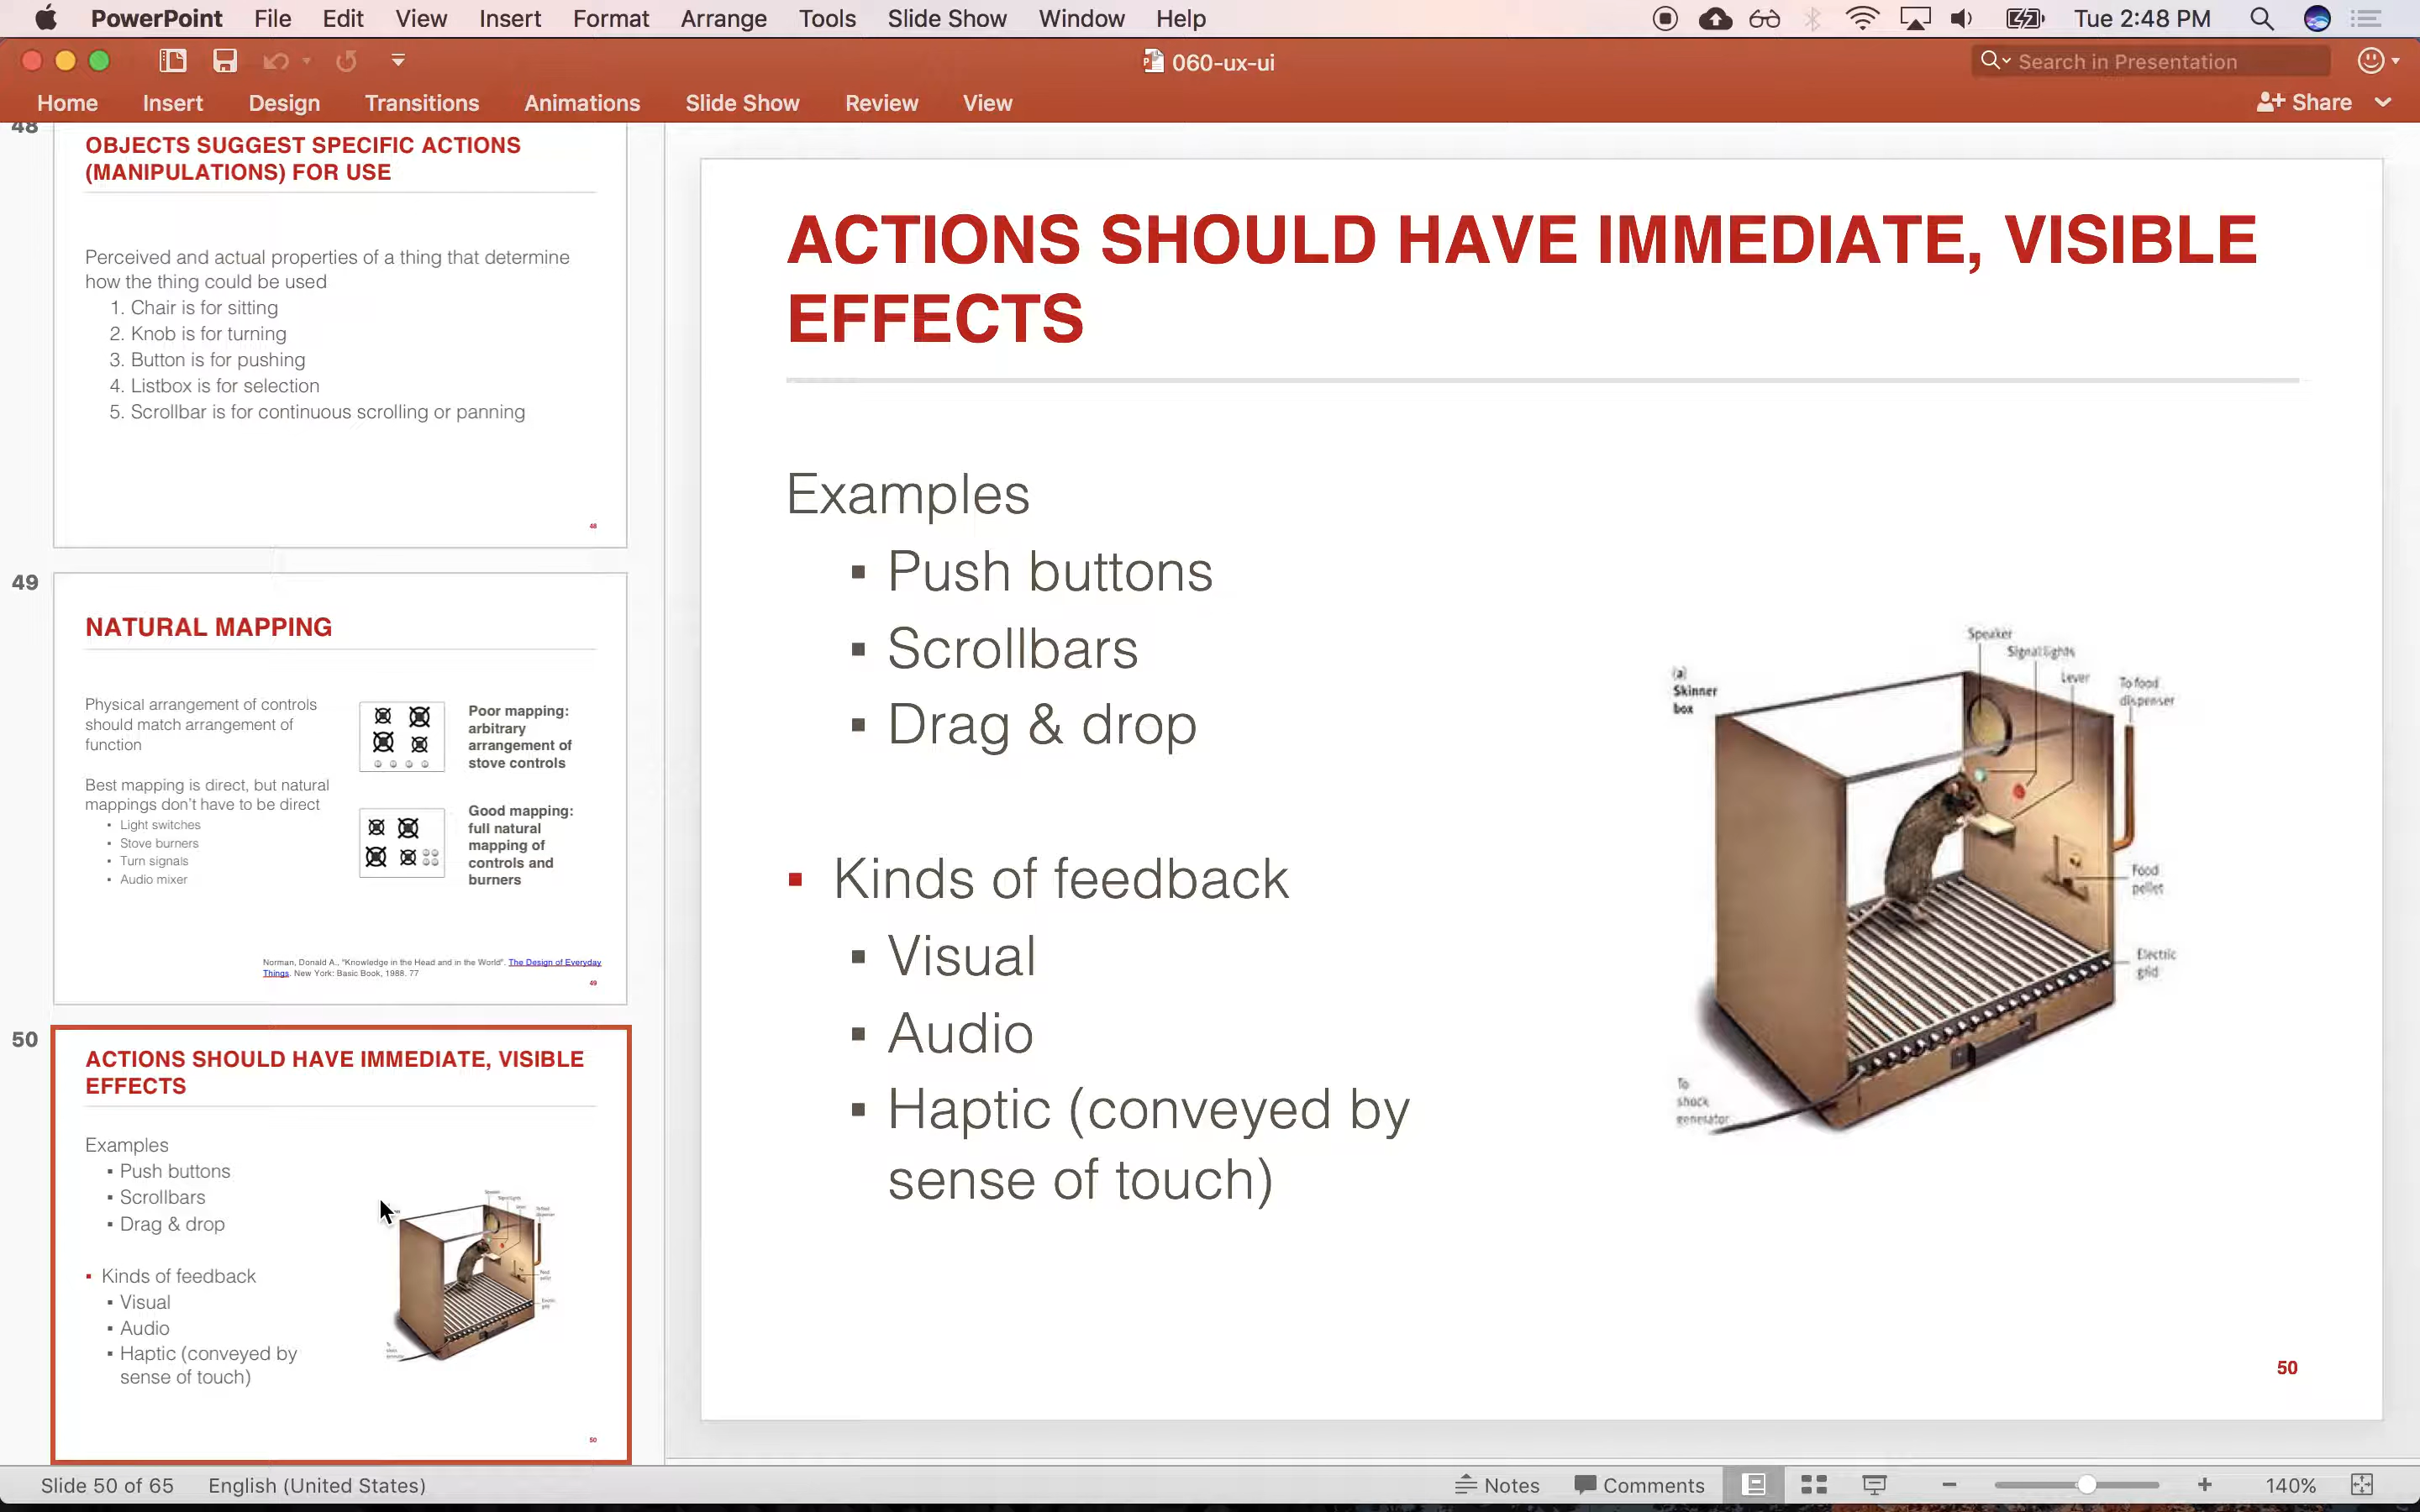 PowerPoint File Edit View Insert Format Arrange Tools Slide Show Window Help Tue 2:48 PM
060-ux-ui
Search in Presentation
Home Insert Design Transitions Animations Slide Show Review View Share
48
OBJECTS SUGGEST SPECIFIC ACTIONS
(MANIPULATIONS) FOR USE
Perceived and actual properties of a thing that determine
how the thing could be used
1. Chair is for sitting
2. Knob is for turning
3. Button is for pushing
4. Listbox is for selection
5. Scrollbar is for continuous scrolling or panning
48
49
NATURAL MAPPING
Physical arrangement of controls
should match arrangement of
function
Best mapping is direct, but natural
mappings don't have to be direct
• Light switches
• Stove burners
• Turn signals
• Audio mixer
Poor mapping:
arbitrary
arrangement of
stove controls
Good mapping:
full natural
mapping of
controls and
burners
Norman, Donald A., "Knowledge in the Head and in the World". The Design of Everyday
Things. New York: Basic Book, 1988. 77
49
50
ACTIONS SHOULD HAVE IMMEDIATE, VISIBLE
EFFECTS
Examples
▪ Push buttons
▪ Scrollbars
▪ Drag & drop
▪ Kinds of feedback
▪ Visual
▪ Audio
▪ Haptic (conveyed by
sense of touch)
50
ACTIONS SHOULD HAVE IMMEDIATE, VISIBLE
EFFECTS
Examples
▪ Push buttons
▪ Scrollbars
▪ Drag & drop
▪ Kinds of feedback
▪ Visual
▪ Audio
▪ Haptic (conveyed by
sense of touch)
(a)
Skinner
box
Speaker
Signal lights
Lever
To food
dispenser
Food
pellet
Electric
grid
To
shock
generator
50
Slide 50 of 65 English (United States) Notes Comments 140%